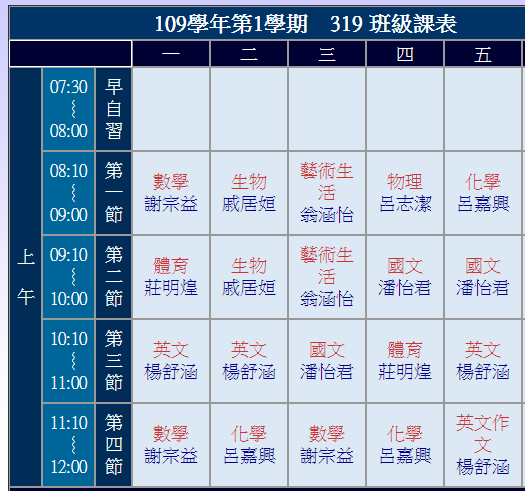 109學年第1學期 319 班級課表
一 二 三 四 五
上午
07:30
～
08:00
早自習
08:10
～
09:00
第一節
數學
謝宗益
生物
戚居姮
藝術生活
翁涵怡
物理
呂志潔
化學
呂嘉興
09:10
～
10:00
第二節
體育
莊明煌
生物
戚居姮
藝術生活
翁涵怡
國文
潘怡君
國文
潘怡君
10:10
～
11:00
第三節
英文
楊舒涵
英文
楊舒涵
國文
潘怡君
體育
莊明煌
英文
楊舒涵
11:10
～
12:00
第四節
數學
謝宗益
化學
呂嘉興
數學
謝宗益
化學
呂嘉興
英文作文
楊舒涵